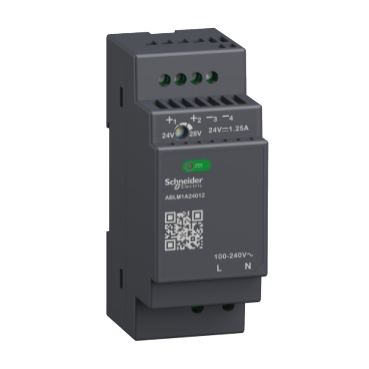 +1 +2 −3 −4
24V 28V 24V⎓1.25A
Schneider
Electric
ABLM1A24012
100-240V∿
L N